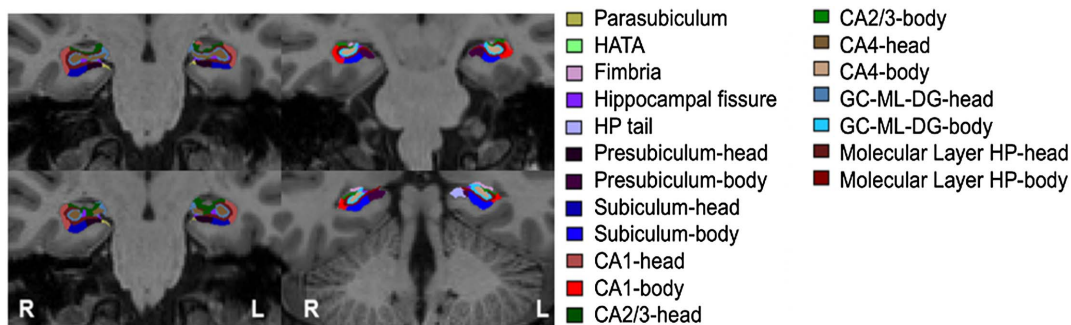 Parasubiculum
HATA
Fimbria
Hippocampal fissure
HP tail
Presubiculum-head
Presubiculum-body
Subiculum-head
Subiculum-body
CA1-head
CA1-body
CA2/3-head
CA2/3-body
CA4-head
CA4-body
GC-ML-DG-head
GC-ML-DG-body
Molecular Layer HP-head
Molecular Layer HP-body
R L R L